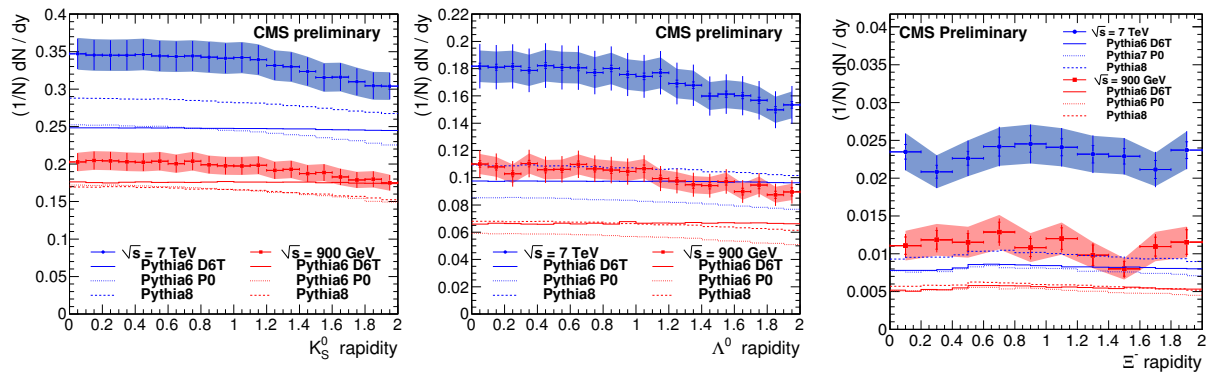 CMS preliminary
(1/N) dN / dy
0.4
0.35
0.3
0.25
0.2
0.15
0.1
0.05
0
√s = 7 TeV
Pythia6 D6T
Pythia6 P0
Pythia8
√s = 900 GeV
Pythia6 D6T
Pythia6 P0
Pythia8
0 0.2 0.4 0.6 0.8 1 1.2 1.4 1.6 1.8 2
K⁰S rapidity
CMS preliminary
(1/N) dN / dy
0.22
0.2
0.18
0.16
0.14
0.12
0.1
0.08
0.06
0.04
0.02
0
√s = 7 TeV
Pythia6 D6T
Pythia6 P0
Pythia8
√s = 900 GeV
Pythia6 D6T
Pythia6 P0
Pythia8
0 0.2 0.4 0.6 0.8 1 1.2 1.4 1.6 1.8 2
Λ⁰ rapidity
CMS Preliminary
(1/N) dN / dy
0.04
0.035
0.03
0.025
0.02
0.015
0.01
0.005
0
√s = 7 TeV
Pythia6 D6T
Pythia7 P0
Pythia8
√s = 900 GeV
Pythia6 D6T
Pythia6 P0
Pythia8
0 0.2 0.4 0.6 0.8 1 1.2 1.4 1.6 1.8 2
Ξ⁻ rapidity